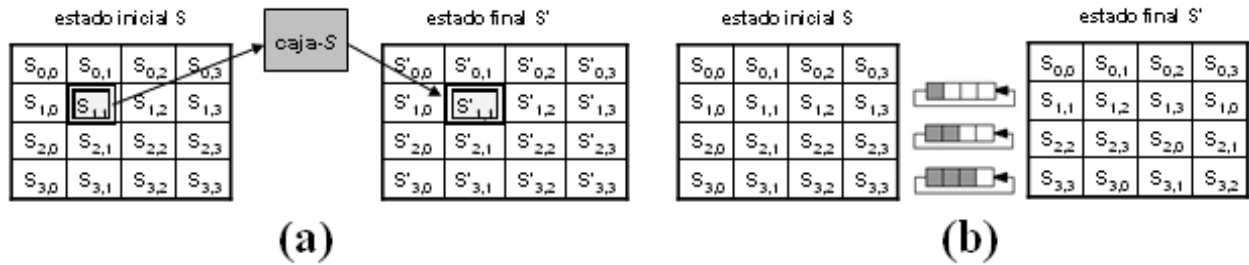 estado inicial S
estado final S'
estado inicial S
estado final S'
caja-S
S0,0 S0,1 S0,2 S0,3
S1,0 S1,1 S1,2 S1,3
S2,0 S2,1 S2,2 S2,3
S3,0 S3,1 S3,2 S3,3
S'0,0 S'0,1 S'0,2 S'0,3
S'1,0 S'1,1 S'1,2 S'1,3
S'2,0 S'2,1 S'2,2 S'2,3
S'3,0 S'3,1 S'3,2 S'3,3
(a)
S0,0 S0,1 S0,2 S0,3
S1,0 S1,1 S1,2 S1,3
S2,0 S2,1 S2,2 S2,3
S3,0 S3,1 S3,2 S3,3
S0,0 S0,1 S0,2 S0,3
S1,1 S1,2 S1,3 S1,0
S2,2 S2,3 S2,0 S2,1
S3,3 S3,0 S3,1 S3,2
(b)